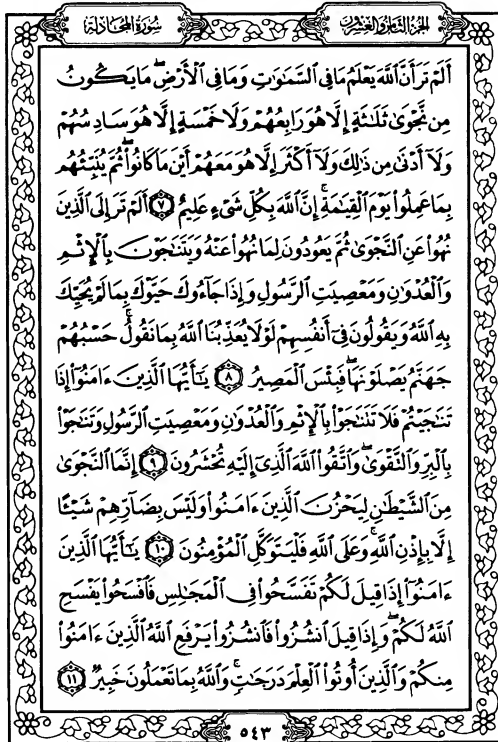 الجزء الثامن والعشرون
سورة المجادلة
أَلَمْ تَرَ أَنَّ ٱللَّهَ يَعْلَمُ مَا فِى ٱلسَّمَٰوَٰتِ وَمَا فِى ٱلْأَرْضِۖ مَا يَكُونُ
مِن نَّجْوَىٰ ثَلَٰثَةٍ إِلَّا هُوَ رَابِعُهُمْ وَلَا خَمْسَةٍ إِلَّا هُوَ سَادِسُهُمْ
وَلَآ أَدْنَىٰ مِن ذَٰلِكَ وَلَآ أَكْثَرَ إِلَّا هُوَ مَعَهُمْ أَيْنَ مَا كَانُوا۟ۖ ثُمَّ يُنَبِّئُهُم
بِمَا عَمِلُوا۟ يَوْمَ ٱلْقِيَٰمَةِۚ إِنَّ ٱللَّهَ بِكُلِّ شَىْءٍ عَلِيمٌ ٧ أَلَمْ تَرَ إِلَى ٱلَّذِينَ
نُهُوا۟ عَنِ ٱلنَّجْوَىٰ ثُمَّ يَعُودُونَ لِمَا نُهُوا۟ عَنْهُ وَيَتَنَٰجَوْنَ بِٱلْإِثْمِ
وَٱلْعُدْوَٰنِ وَمَعْصِيَتِ ٱلرَّسُولِ وَإِذَا جَآءُوكَ حَيَّوْكَ بِمَا لَمْ يُحَيِّكَ
بِهِ ٱللَّهُ وَيَقُولُونَ فِىٓ أَنفُسِهِمْ لَوْلَا يُعَذِّبُنَا ٱللَّهُ بِمَا نَقُولُۚ حَسْبُهُمْ
جَهَنَّمُ يَصْلَوْنَهَاۖ فَبِئْسَ ٱلْمَصِيرُ ٨ يَٰٓأَيُّهَا ٱلَّذِينَ ءَامَنُوٓا۟ إِذَا
تَنَٰجَيْتُمْ فَلَا تَتَنَٰجَوْا۟ بِٱلْإِثْمِ وَٱلْعُدْوَٰنِ وَمَعْصِيَتِ ٱلرَّسُولِ وَتَنَٰجَوْا۟
بِٱلْبِرِّ وَٱلتَّقْوَىٰۖ وَٱتَّقُوا۟ ٱللَّهَ ٱلَّذِىٓ إِلَيْهِ تُحْشَرُونَ ٩ إِنَّمَا ٱلنَّجْوَىٰ
مِنَ ٱلشَّيْطَٰنِ لِيَحْزُنَ ٱلَّذِينَ ءَامَنُوا۟ وَلَيْسَ بِضَآرِّهِمْ شَيْـًٔا
إِلَّا بِإِذْنِ ٱللَّهِۚ وَعَلَى ٱللَّهِ فَلْيَتَوَكَّلِ ٱلْمُؤْمِنُونَ ١٠ يَٰٓأَيُّهَا ٱلَّذِينَ
ءَامَنُوٓا۟ إِذَا قِيلَ لَكُمْ تَفَسَّحُوا۟ فِى ٱلْمَجَٰلِسِ فَٱفْسَحُوا۟ يَفْسَحِ
ٱللَّهُ لَكُمْۖ وَإِذَا قِيلَ ٱنشُزُوا۟ فَٱنشُزُوا۟ يَرْفَعِ ٱللَّهُ ٱلَّذِينَ ءَامَنُوا۟
مِنكُمْ وَٱلَّذِينَ أُوتُوا۟ ٱلْعِلْمَ دَرَجَٰتٍۚ وَٱللَّهُ بِمَا تَعْمَلُونَ خَبِيرٌ ١١
٥٤٣